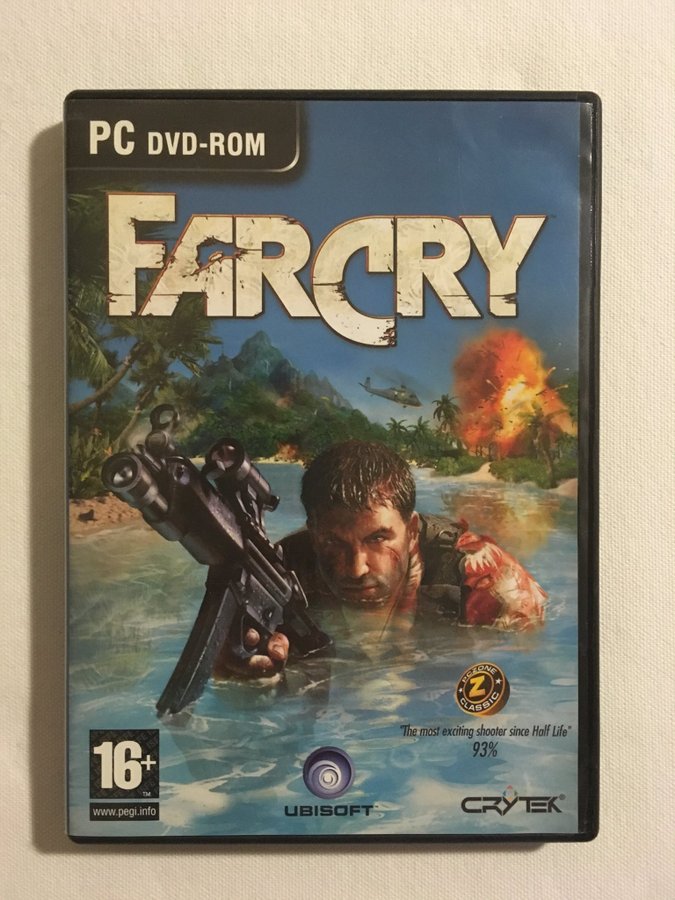 PC DVD-ROM
FARCRY
PCZONE
Z
CLASSIC
"The most exciting shooter since Half Life"
93%
16+
TM
www.pegi.info
UBISOFT
CRYTEK®